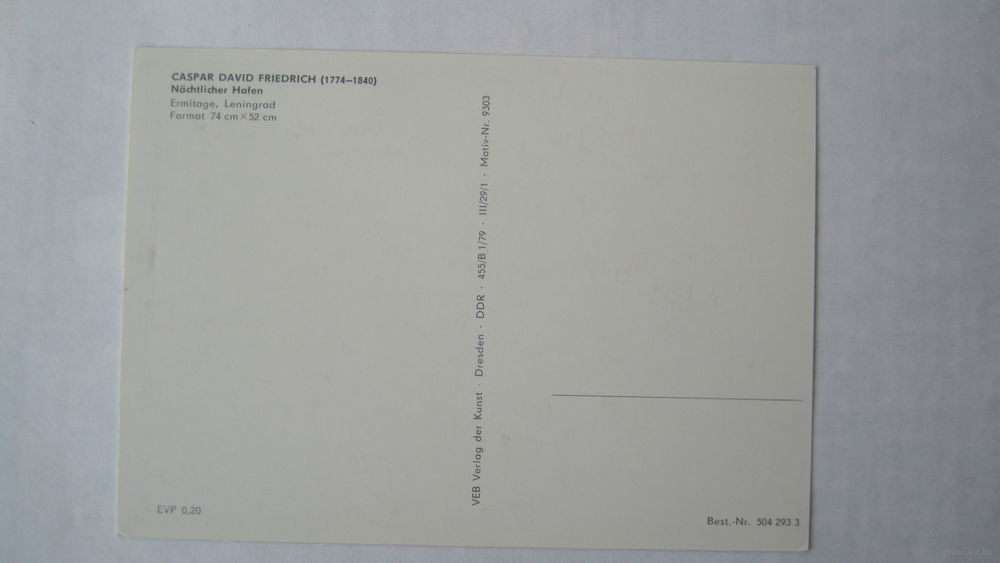 CASPAR DAVID FRIEDRICH (1774—1840)
Nächtlicher Hafen
Ermitage, Leningrad
Format 74 cm×52 cm
VEB Verlag der Kunst · Dresden · DDR · 455/B 1/79 · III/29/1 · Motiv-Nr. 9303
EVP 0,20
Best.-Nr. 504 293 3